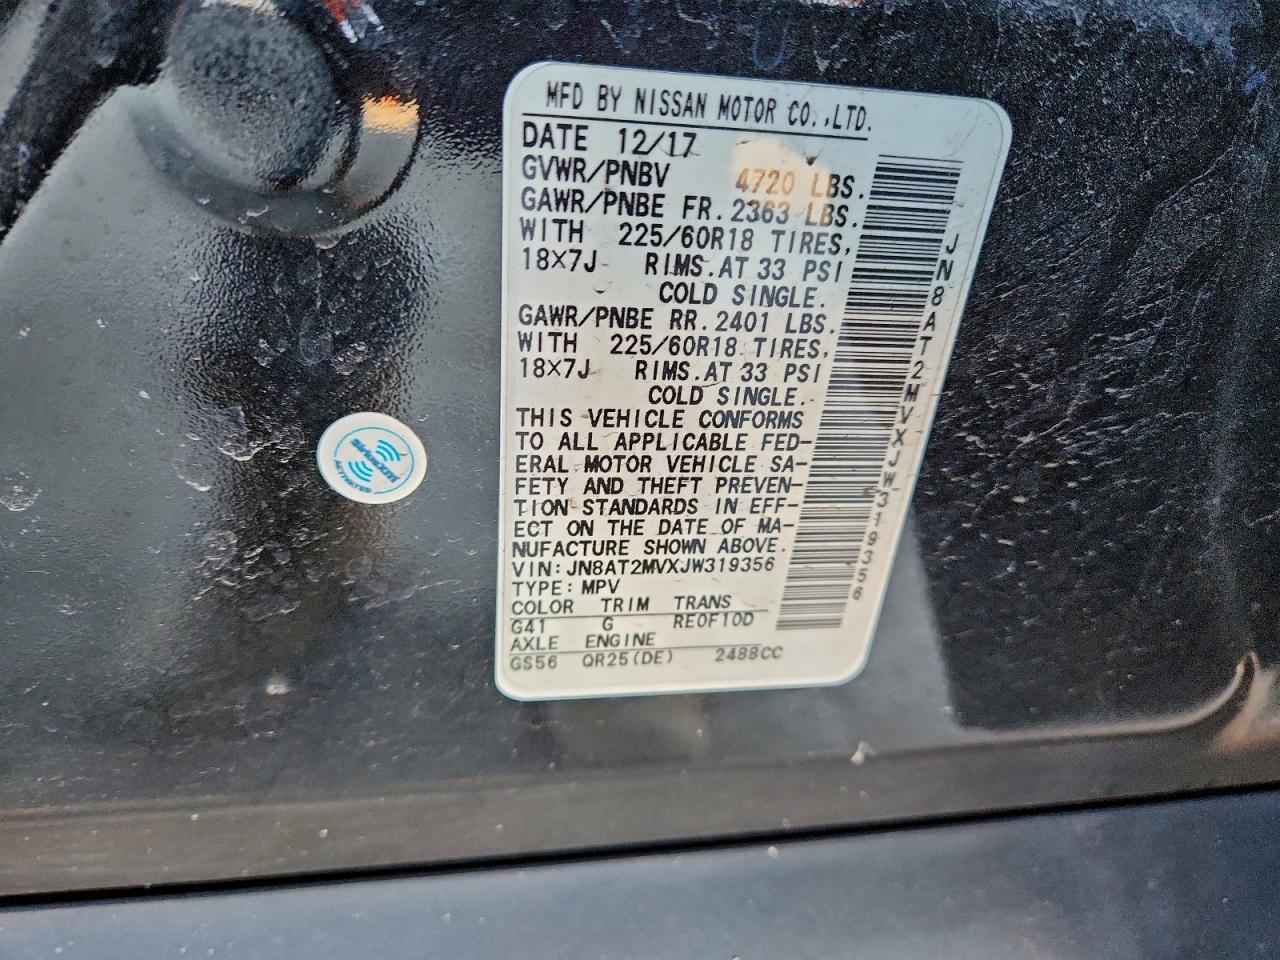 MFD BY NISSAN MOTOR CO.,LTD.
DATE 12/17
GVWR/PNBV 4720 LBS.
GAWR/PNBE FR. 2363 LBS.
WITH 225/60R18 TIRES,
18×7J RIMS.AT 33 PSI
COLD SINGLE.
GAWR/PNBE RR. 2401 LBS.
WITH 225/60R18 TIRES,
18×7J RIMS.AT 33 PSI
COLD SINGLE.
THIS VEHICLE CONFORMS
TO ALL APPLICABLE FED-
ERAL MOTOR VEHICLE SA-
FETY AND THEFT PREVEN-
TION STANDARDS IN EFF-
ECT ON THE DATE OF MA-
NUFACTURE SHOWN ABOVE.
VIN: JN8AT2MVXJW319356
TYPE: MPV
COLOR TRIM TRANS
G41 G RE0F10D
AXLE ENGINE
GS56 QR25(DE) 2488CC
JN8AT2MVXJW319356
SiriusXM
ACTIVATED